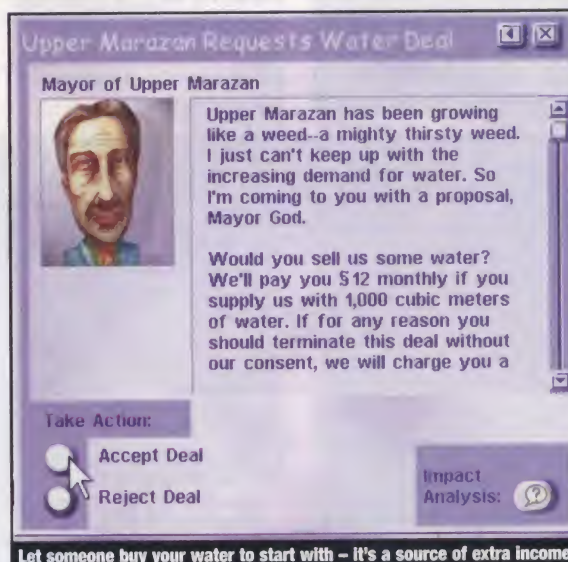 Upper Marazan Requests Water Deal
Mayor of Upper Marazan
Upper Marazan has been growing
like a weed--a mighty thirsty weed.
I just can't keep up with the
increasing demand for water. So
I'm coming to you with a proposal,
Mayor God.
Would you sell us some water?
We'll pay you §12 monthly if you
supply us with 1,000 cubic meters
of water. If for any reason you
should terminate this deal without
our consent, we will charge you a
Take Action:
Accept Deal
Reject Deal
Impact
Analysis:
?
Let someone buy your water to start with – it's a source of extra income